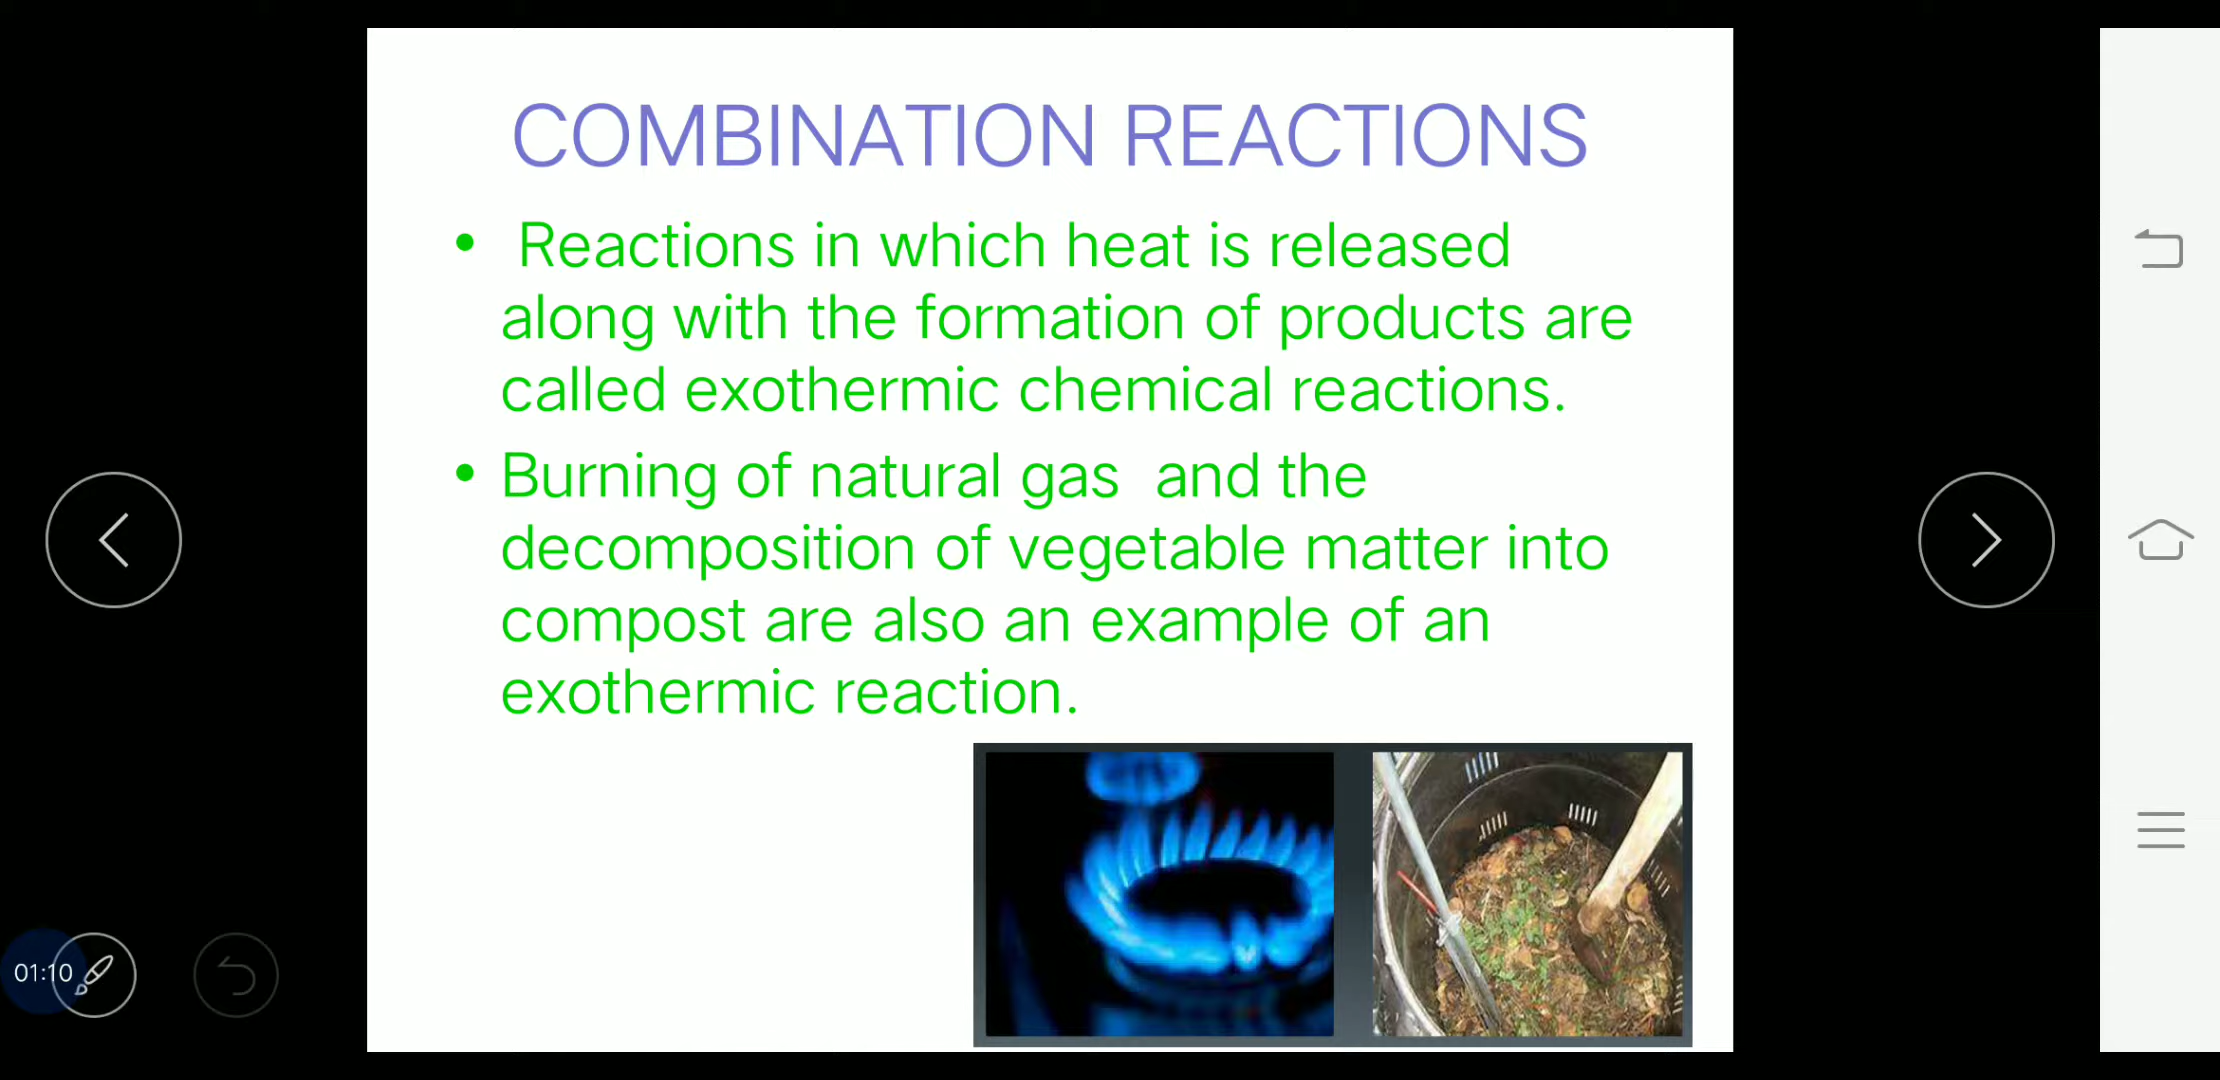 COMBINATION REACTIONS
• Reactions in which heat is released
along with the formation of products are
called exothermic chemical reactions.
• Burning of natural gas and the
decomposition of vegetable matter into
compost are also an example of an
exothermic reaction.
01:10